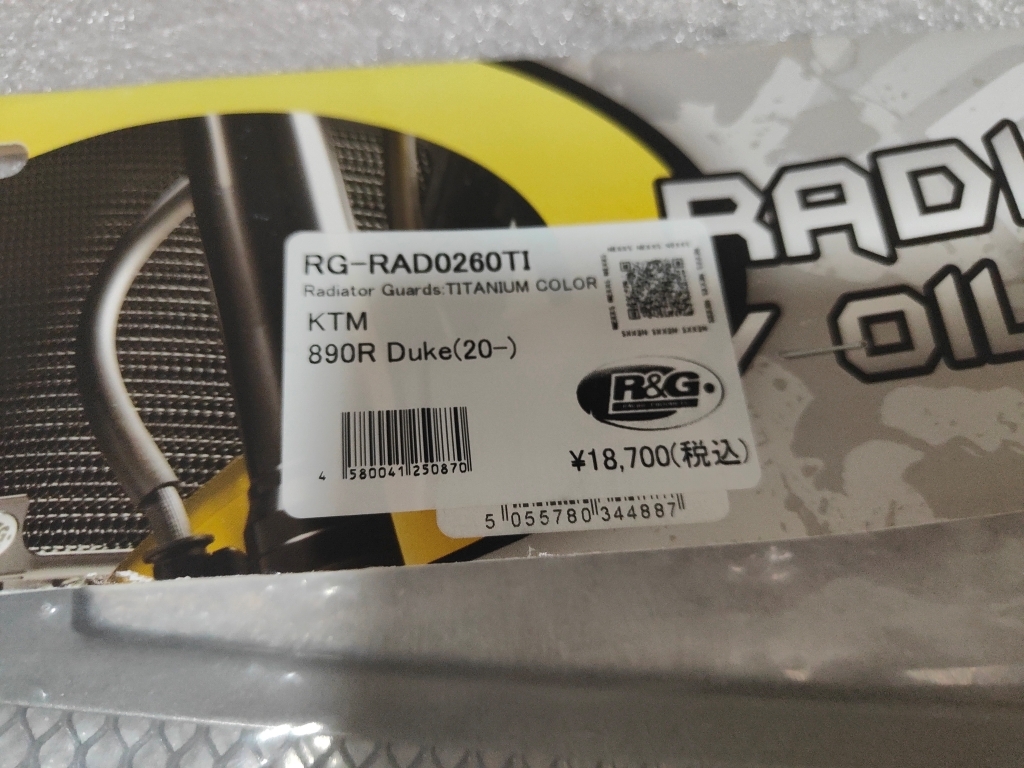 RADI
OIL
RG-RAD0260TI
Radiator Guards:TITANIUM COLOR
KTM
890R Duke(20-)
R&G
4 580041 250870
¥18,700(税込)
5 055780 344887